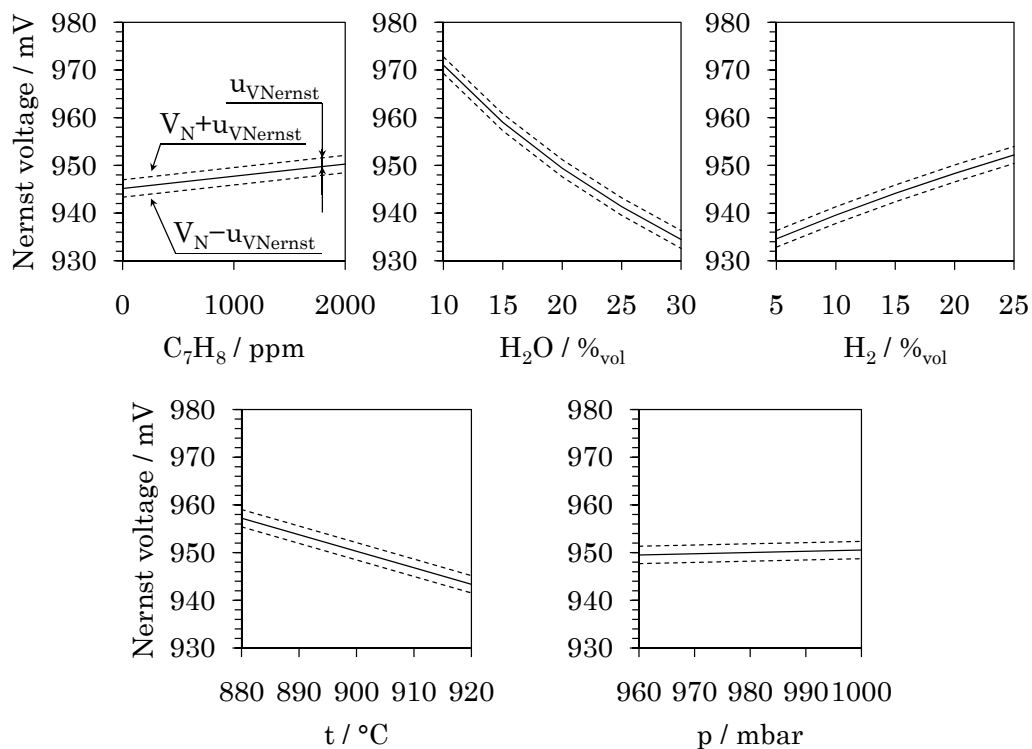 Nernst voltage / mV
980
970
960
950
940
930
u_VNernst
V_N+u_VNernst
V_N−u_VNernst
0 1000 2000
C₇H₈ / ppm
980
970
960
950
940
930
10 15 20 25 30
H₂O / %vol
980
970
960
950
940
930
5 10 15 20 25
H₂ / %vol
Nernst voltage / mV
980
970
960
950
940
930
880 890 900 910 920
t / °C
980
970
960
950
940
930
960 970 980 990 1000
p / mbar